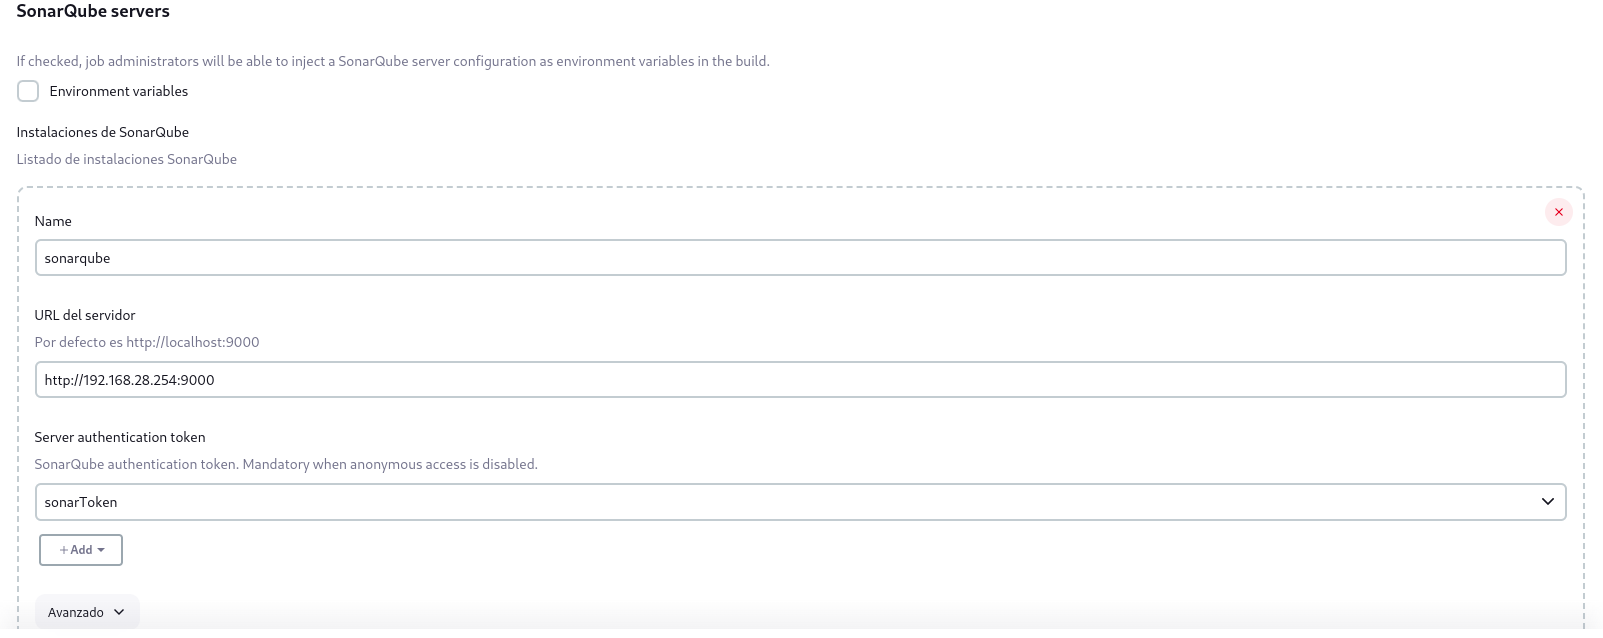 SonarQube servers
If checked, job administrators will be able to inject a SonarQube server configuration as environment variables in the build.
Environment variables
Instalaciones de SonarQube
Listado de instalaciones SonarQube
Name
sonarqube
URL del servidor
Por defecto es http://localhost:9000
http://192.168.28.254:9000
Server authentication token
SonarQube authentication token. Mandatory when anonymous access is disabled.
sonarToken
+ Add
Avanzado